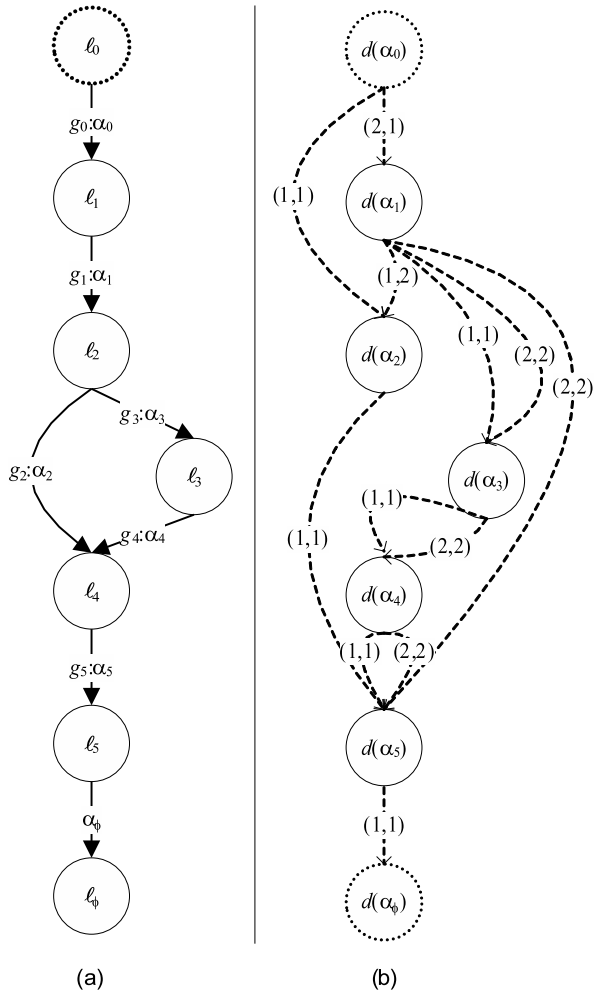 ℓ₀
g₀:α₀
ℓ₁
g₁:α₁
ℓ₂
g₃:α₃
g₂:α₂
ℓ₃
g₄:α₄
ℓ₄
g₅:α₅
ℓ₅
αᵩ
ℓᵩ
(a)
d(α₀)
(2,1)
(1,1)
d(α₁)
(1,2)
(1,1)
(2,2)
d(α₂)
(2,2)
d(α₃)
(1,1)
(1,1)
(2,2)
d(α₄)
(1,1)
(2,2)
d(α₅)
(1,1)
d(αᵩ)
(b)